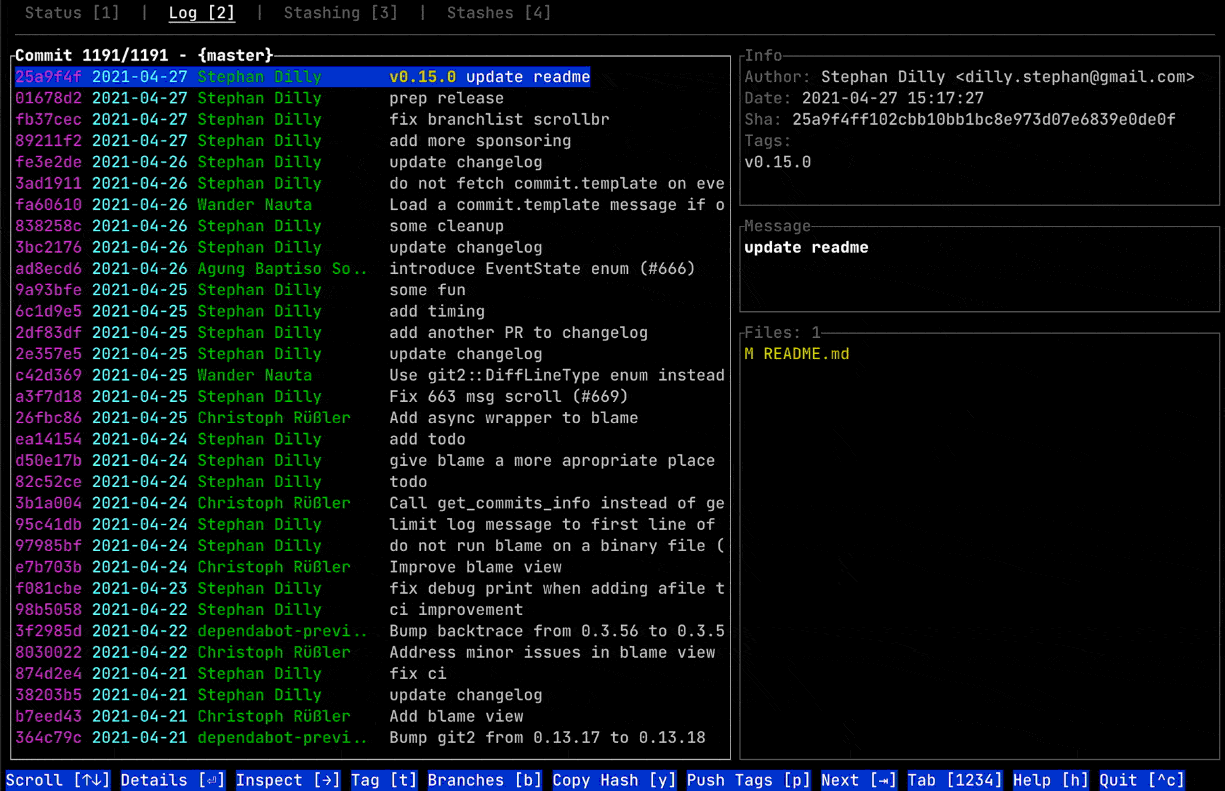 Status [1] | Log [2] | Stashing [3] | Stashes [4]
Commit 1191/1191 - {master}
25a9f4f 2021-04-27 Stephan Dilly v0.15.0 update readme
01678d2 2021-04-27 Stephan Dilly prep release
fb37cec 2021-04-27 Stephan Dilly fix branchlist scrollbr
89211f2 2021-04-27 Stephan Dilly add more sponsoring
fe3e2de 2021-04-26 Stephan Dilly update changelog
3ad1911 2021-04-26 Stephan Dilly do not fetch commit.template on eve
fa60610 2021-04-26 Wander Nauta Load a commit.template message if o
838258c 2021-04-26 Stephan Dilly some cleanup
3bc2176 2021-04-26 Stephan Dilly update changelog
ad8ecd6 2021-04-26 Agung Baptiso So.. introduce EventState enum (#666)
9a93bfe 2021-04-25 Stephan Dilly some fun
6c1d9e5 2021-04-25 Stephan Dilly add timing
2df83df 2021-04-25 Stephan Dilly add another PR to changelog
2e357e5 2021-04-25 Stephan Dilly update changelog
c42d369 2021-04-25 Wander Nauta Use git2::DiffLineType enum instead
a3f7d18 2021-04-25 Stephan Dilly Fix 663 msg scroll (#669)
26fbc86 2021-04-25 Christoph Rüßler Add async wrapper to blame
ea14154 2021-04-24 Stephan Dilly add todo
d50e17b 2021-04-24 Stephan Dilly give blame a more apropriate place
82c52ce 2021-04-24 Stephan Dilly todo
3b1a004 2021-04-24 Christoph Rüßler Call get_commits_info instead of ge
95c41db 2021-04-24 Stephan Dilly limit log message to first line of
97985bf 2021-04-24 Stephan Dilly do not run blame on a binary file (
e7b703b 2021-04-24 Christoph Rüßler Improve blame view
f081cbe 2021-04-23 Stephan Dilly fix debug print when adding afile t
98b5058 2021-04-22 Stephan Dilly ci improvement
3f2985d 2021-04-22 dependabot-previ.. Bump backtrace from 0.3.56 to 0.3.5
8030022 2021-04-22 Christoph Rüßler Address minor issues in blame view
874d2e4 2021-04-21 Stephan Dilly fix ci
38203b5 2021-04-21 Stephan Dilly update changelog
b7eed43 2021-04-21 Christoph Rüßler Add blame view
364c79c 2021-04-21 dependabot-previ.. Bump git2 from 0.13.17 to 0.13.18
Info
Author: Stephan Dilly <dilly.stephan@gmail.com>
Date: 2021-04-27 15:17:27
Sha: 25a9f4ff102cbb10bb1bc8e973d07e6839e0de0f
Tags:
v0.15.0
Message
update readme
Files: 1
M README.md
Scroll [↑↓] Details [⏎] Inspect [→] Tag [t] Branches [b] Copy Hash [y] Push Tags [p] Next [⇥] Tab [1234] Help [h] Quit [^c]